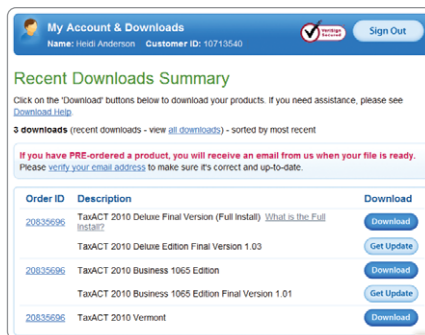 My Account & Downloads
Name: Heidi Anderson Customer ID: 10713540
VeriSign
Secured
Sign Out
Recent Downloads Summary
Click on the 'Download' buttons below to download your products. If you need assistance, please see
Download Help.
3 downloads (recent downloads - view all downloads) - sorted by most recent
If you have PRE-ordered a product, you will receive an email from us when your file is ready.
Please verify your email address to make sure it's correct and up-to-date.
Order ID Description Download
20835696 TaxACT 2010 Deluxe Final Version (Full Install) What is the Full Download
Install?
TaxACT 2010 Deluxe Edition Final Version 1.03 Get Update
20835696 TaxACT 2010 Business 1065 Edition Download
TaxACT 2010 Business 1065 Edition Final Version 1.01 Get Update
20835696 TaxACT 2010 Vermont Download